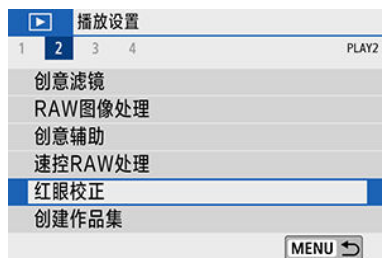 播放设置
1 2 3 4 PLAY2
创意滤镜
RAW图像处理
创意辅助
速控RAW处理
红眼校正
创建作品集
MENU